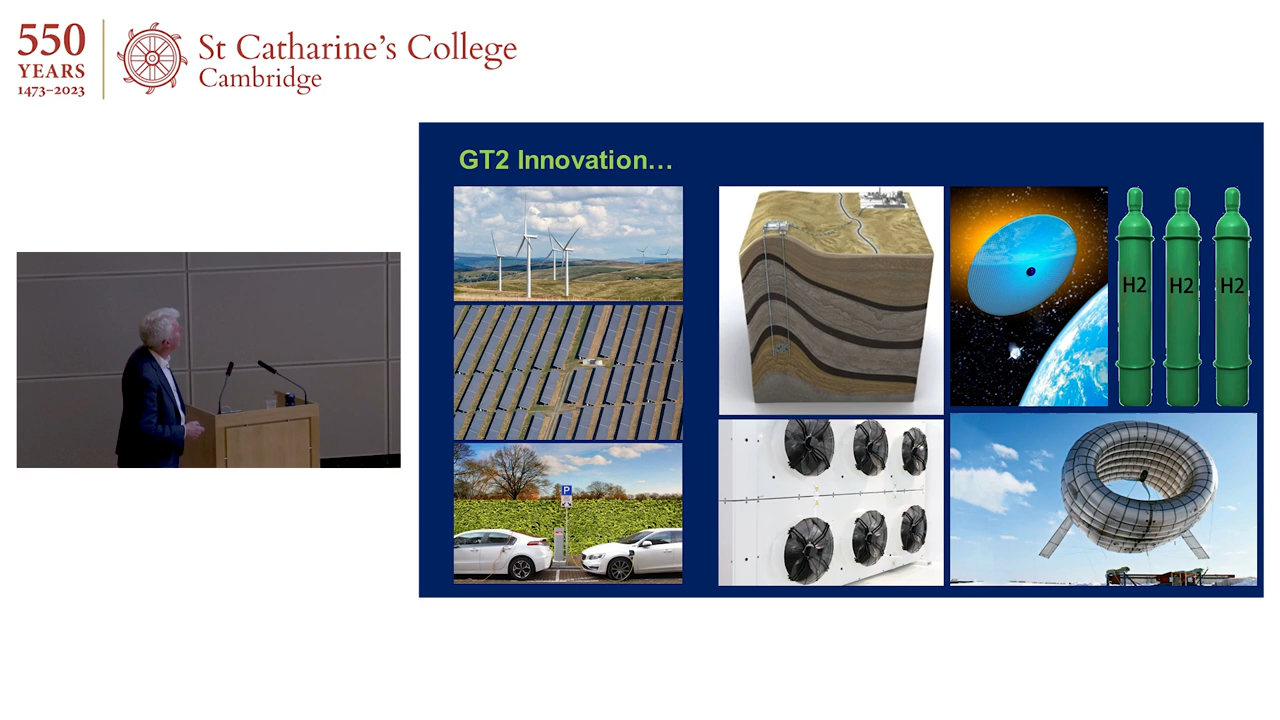 550
YEARS
1473–2023
St Catharine's College
Cambridge
GT2 Innovation…
H2
H2
H2
P